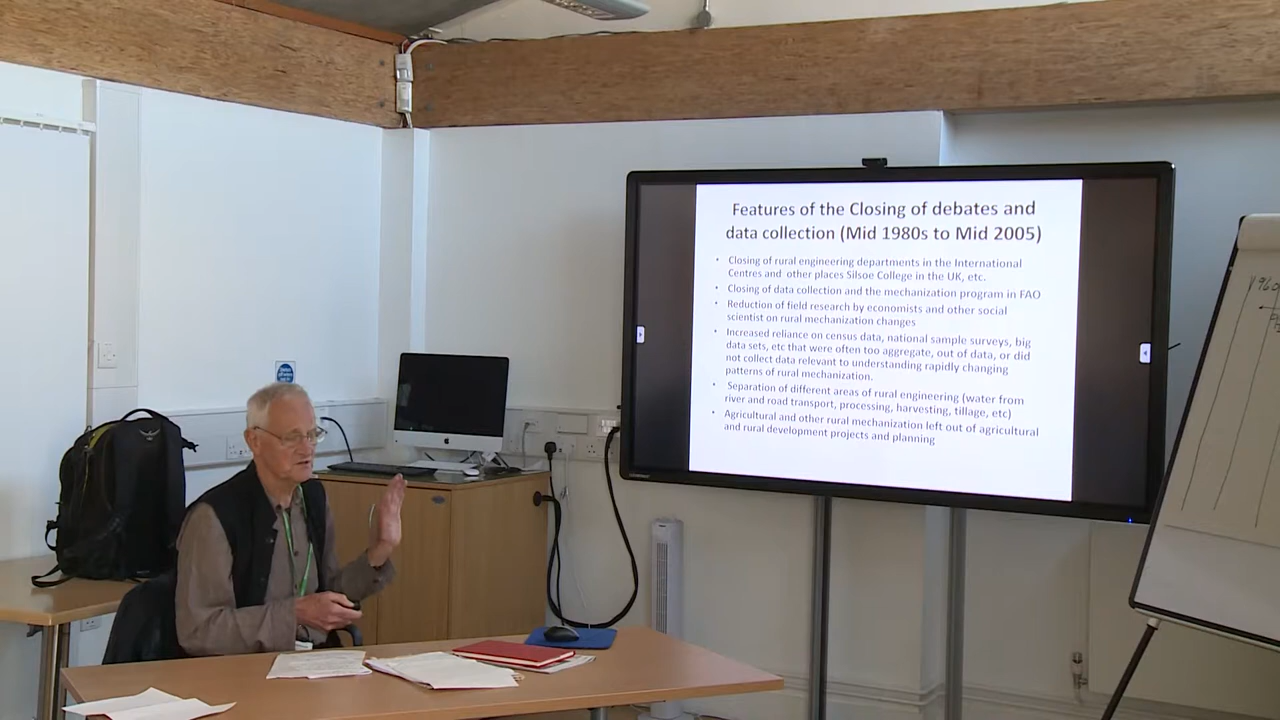 Features of the Closing of debates and
data collection (Mid 1980s to Mid 2005)
• Closing of rural engineering departments in the International
Centres and other places Silsoe College in the UK, etc.
• Closing of data collection and the mechanization program in FAO
• Reduction of field research by economists and other social
scientist on rural mechanization changes
• Increased reliance on census data, national sample surveys, big
data sets, etc that were often too aggregate, out of data, or did
not collect data relevant to understanding rapidly changing
patterns of rural mechanization.
• Separation of different areas of rural engineering (water from
river and road transport, processing, harvesting, tillage, etc)
• Agricultural and other rural mechanization left out of agricultural
and rural development projects and planning